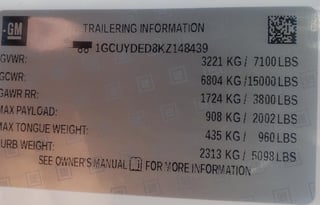 GM
TRAILERING INFORMATION
1GCUYDED8KZ148439
GVWR: 3221 KG / 7100 LBS
GCWR: 6804 KG / 15000 LBS
GAWR RR: 1724 KG / 3800 LBS
MAX PAYLOAD: 908 KG / 2002 LBS
MAX TONGUE WEIGHT: 435 KG / 960 LBS
CURB WEIGHT: 2313 KG / 5098 LBS
SEE OWNER'S MANUAL FOR MORE INFORMATION